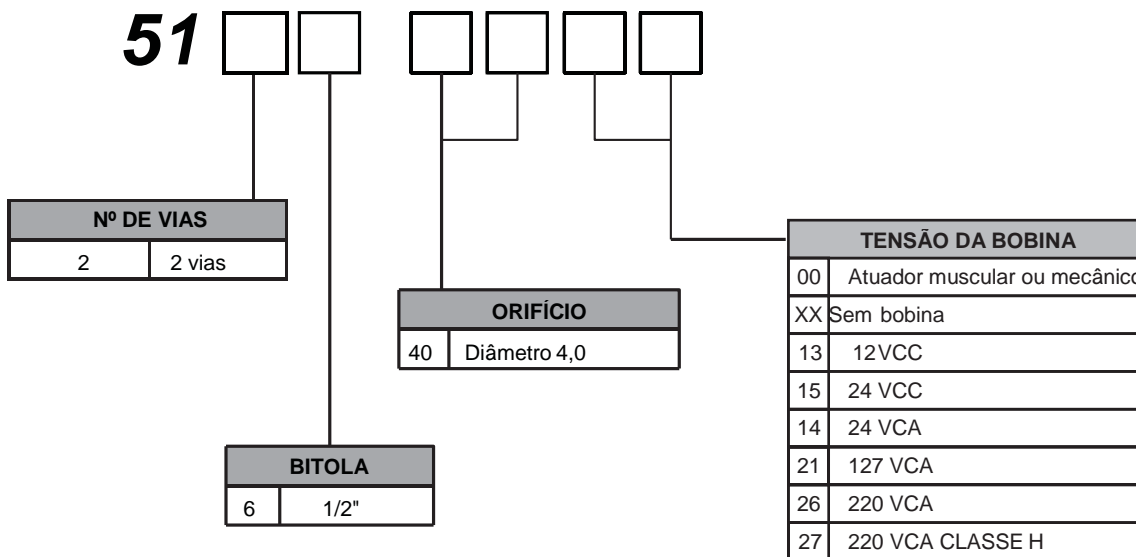 51
Nº DE VIAS
2 2 vias
ORIFÍCIO
40 Diâmetro 4,0
BITOLA
6 1/2"
TENSÃO DA BOBINA
00 Atuador muscular ou mecânico
XX Sem bobina
13 12VCC
15 24 VCC
14 24 VCA
21 127 VCA
26 220 VCA
27 220 VCA CLASSE H